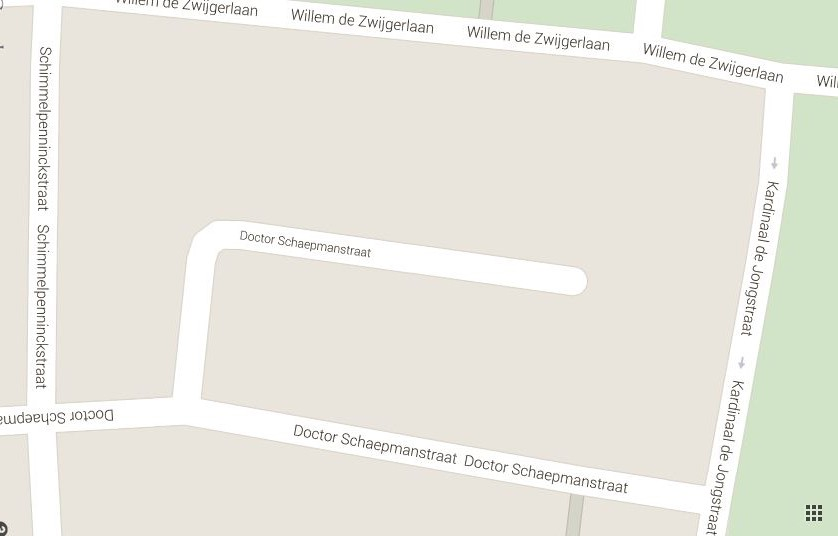 Willem de Zwijgerlaan
Willem de Zwijgerlaan
Willem de Zwijgerlaan
Willem de Zwijgerlaan
Schimmelpenninckstraat
Schimmelpenninckstraat
Kardinaal de Jongstraat
Kardinaal de Jongstraat
Doctor Schaepmanstraat
Doctor Schaepma
Doctor Schaepmanstraat
Doctor Schaepmanstraat